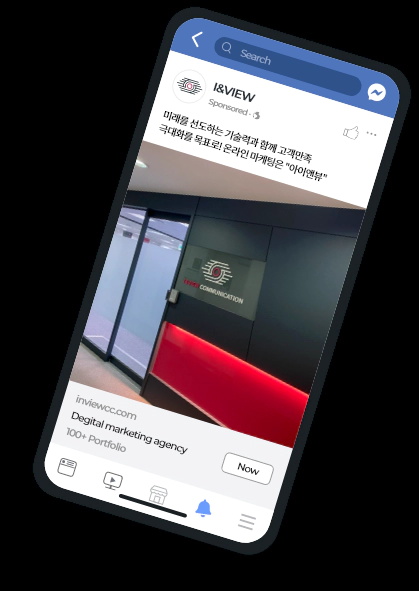 Search
I&VIEW
Sponsored ·
미래를 선도하는 기술력과 함께 고객만족
극대화를 목표로! 온라인 마케팅은 "아이앤뷰"
COMMUNICATION
inviewcc.com
Degital marketing agency
100+ Portfolio
Now